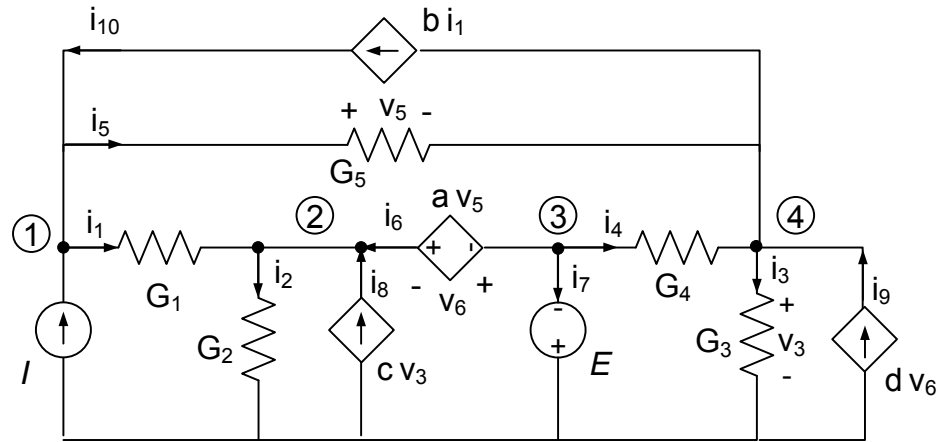 i10 b i1
+ v5 -
i5
G5
a v5
1 i1 2 i6 3 i4 4
+ -
G1 i2 i8 - v6 + i7 G4 i3 i9
I G2 c v3 - + E G3 + v3 - d v6